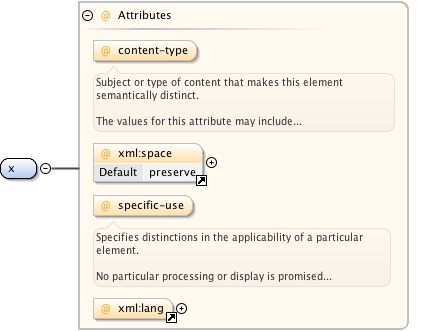 @ Attributes
@ content-type
Subject or type of content that makes this element
semantically distinct.
The values for this attribute may include...
@ xml:space
Default preserve
x
@ specific-use
Specifies distinctions in the applicability of a particular
element.
No particular processing or display is promised...
@ xml:lang